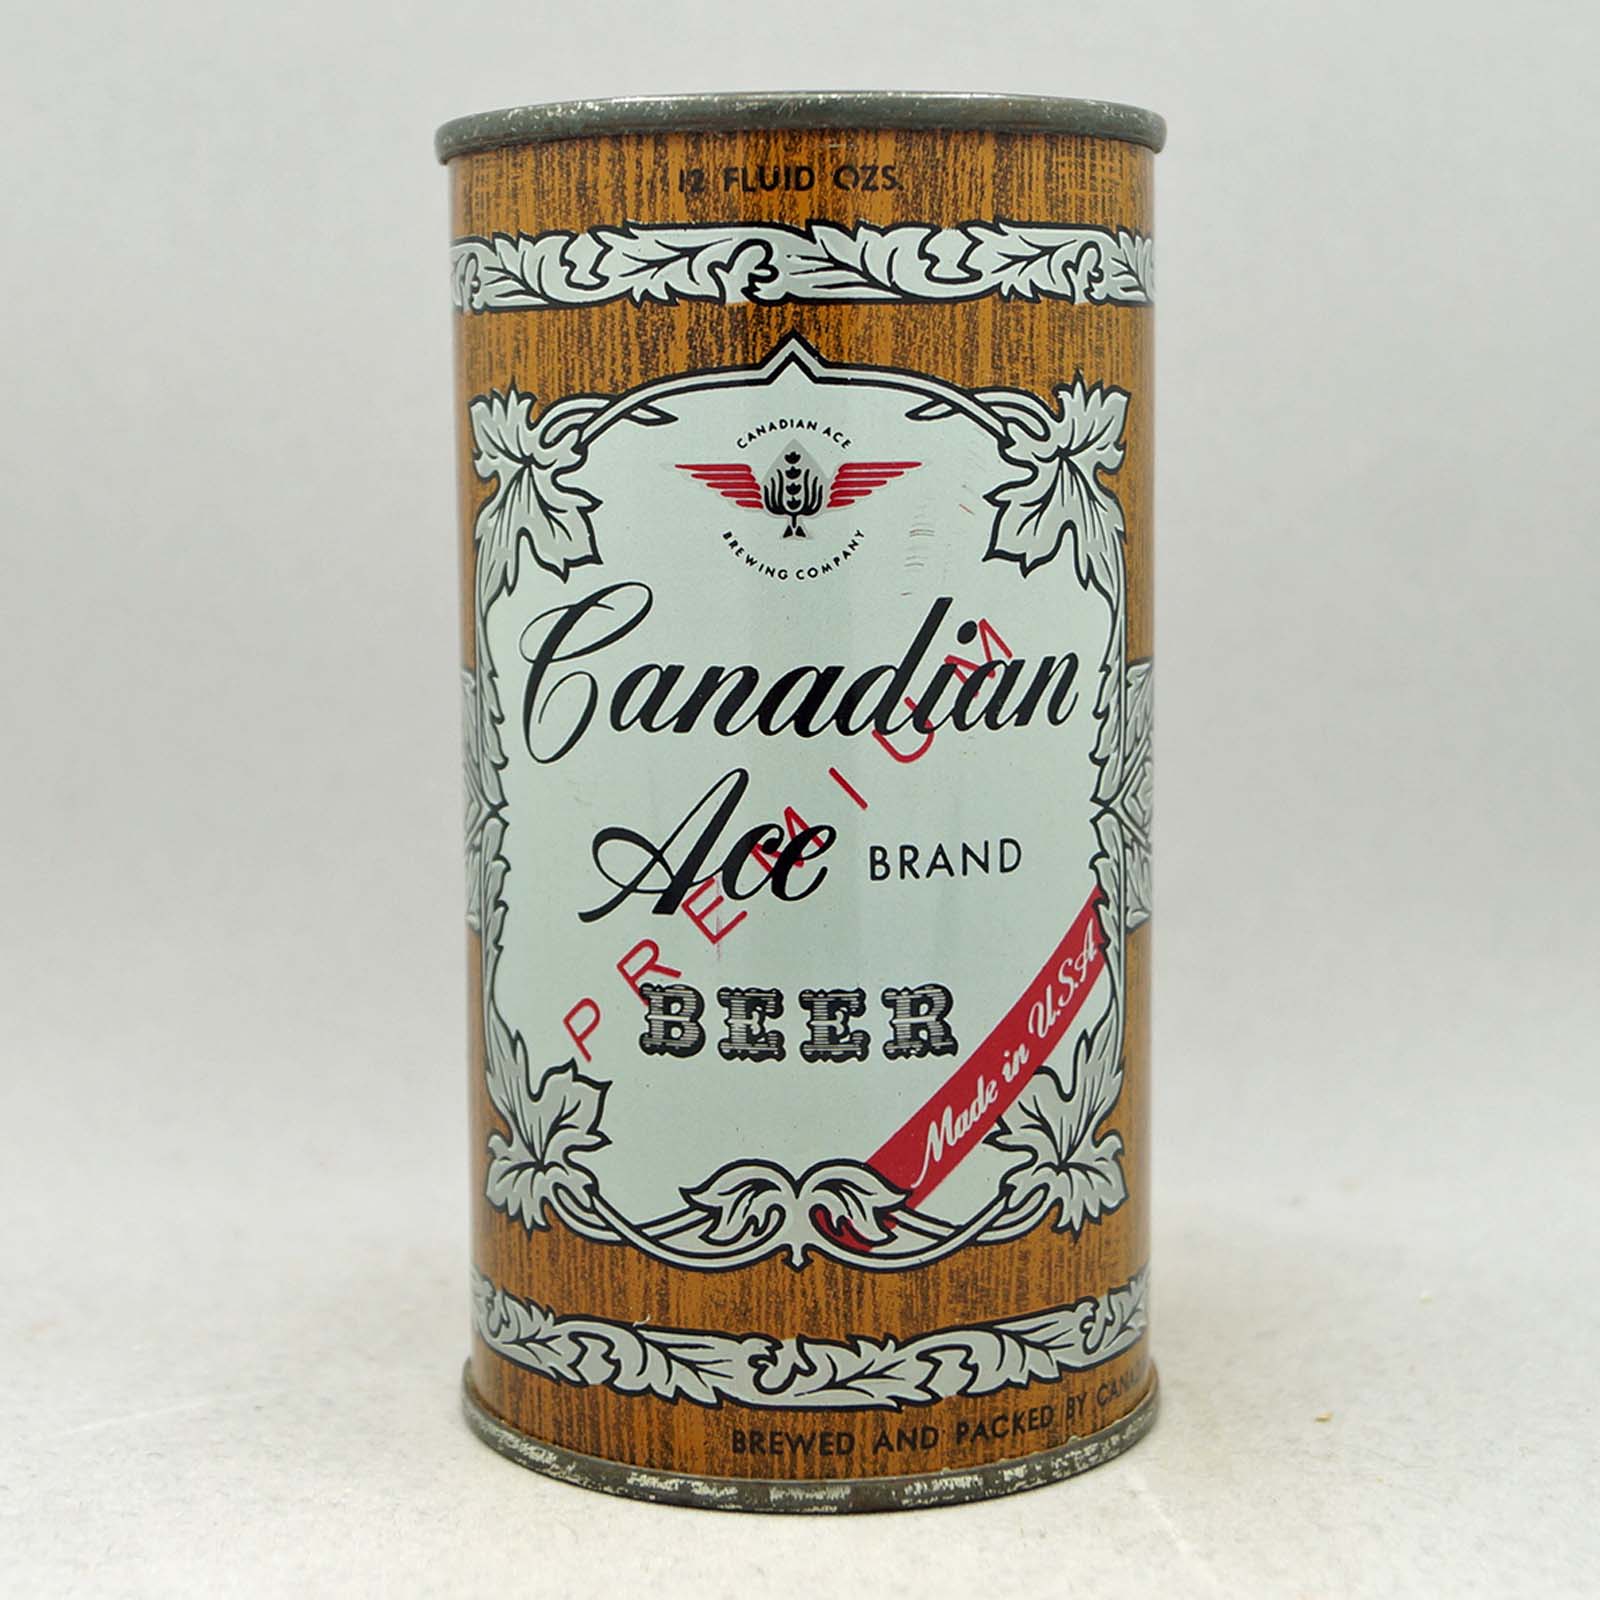 12 FLUID OZS.
CANADIAN ACE
BREWING COMPANY
Canadian
Ace BRAND
PREMIUM
BEER
Made in U.S.A.
BREWED AND PACKED BY